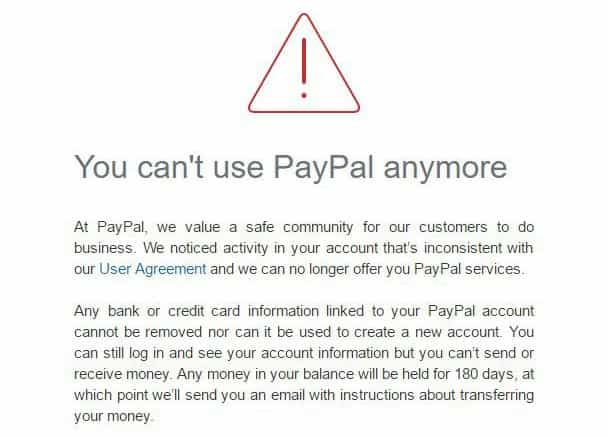 You can't use PayPal anymore
At PayPal, we value a safe community for our customers to do
business. We noticed activity in your account that's inconsistent with
our User Agreement and we can no longer offer you PayPal services.
Any bank or credit card information linked to your PayPal account
cannot be removed nor can it be used to create a new account. You
can still log in and see your account information but you can't send or
receive money. Any money in your balance will be held for 180 days, at
which point we'll send you an email with instructions about transferring
your money.